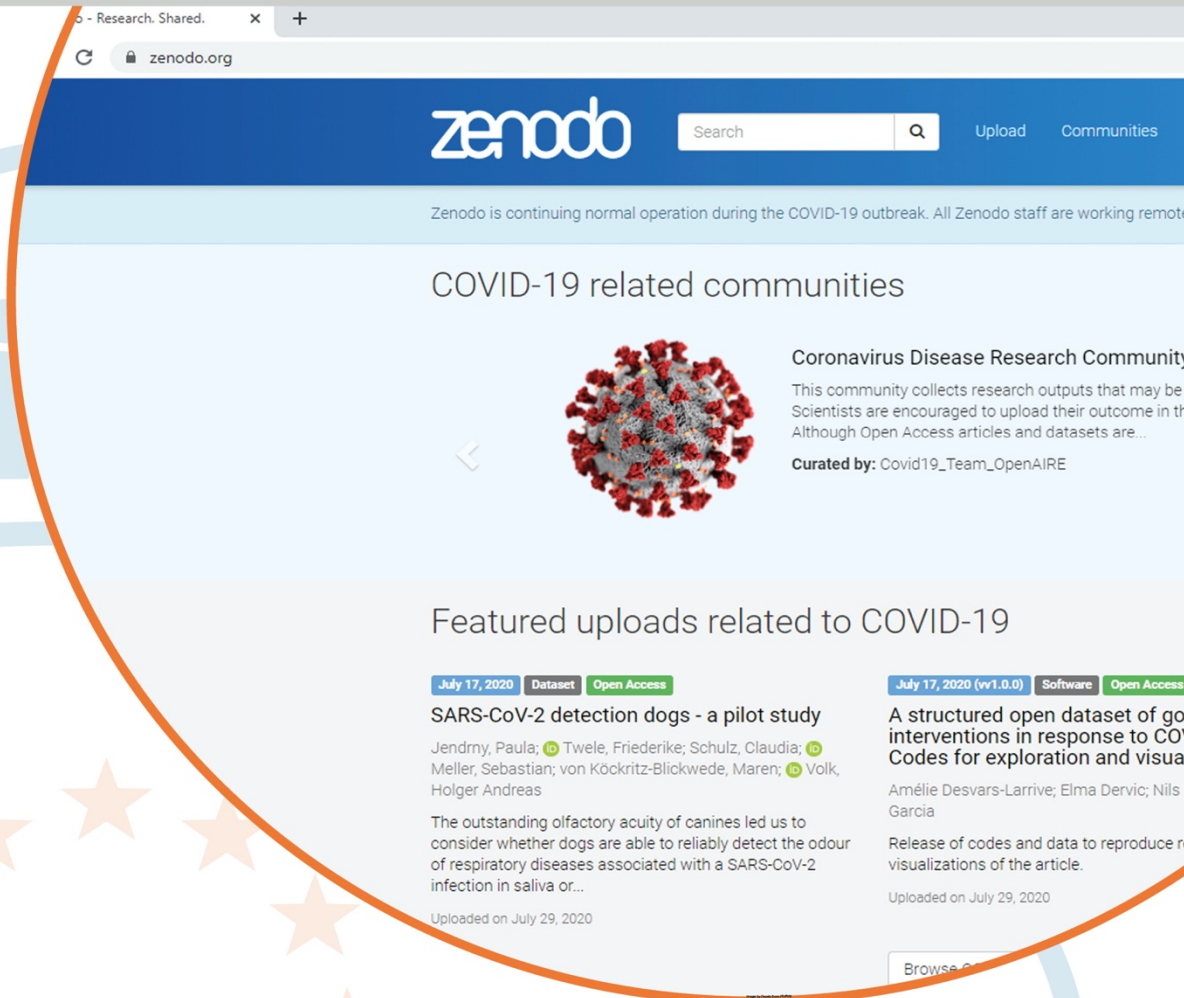 o - Research. Shared.
zenodo.org
zenodo
Search
Upload
Communities
Zenodo is continuing normal operation during the COVID-19 outbreak. All Zenodo staff are working remote
COVID-19 related communities
Coronavirus Disease Research Community
This community collects research outputs that may be
Scientists are encouraged to upload their outcome in th
Although Open Access articles and datasets are...
Curated by: Covid19_Team_OpenAIRE
Featured uploads related to COVID-19
July 17, 2020 Dataset Open Access
SARS-CoV-2 detection dogs - a pilot study
Jendrny, Paula; iD Twele, Friederike; Schulz, Claudia; iD
Meller, Sebastian; von Köckritz-Blickwede, Maren; iD Volk,
Holger Andreas
The outstanding olfactory acuity of canines led us to
consider whether dogs are able to reliably detect the odour
of respiratory diseases associated with a SARS-CoV-2
infection in saliva or...
Uploaded on July 29, 2020
July 17, 2020 (vv1.0.0) Software Open Access
A structured open dataset of go
interventions in response to COV
Codes for exploration and visua
Amélie Desvars-Larrive; Elma Dervic; Nils
Garcia
Release of codes and data to reproduce r
visualizations of the article.
Uploaded on July 29, 2020
Browse